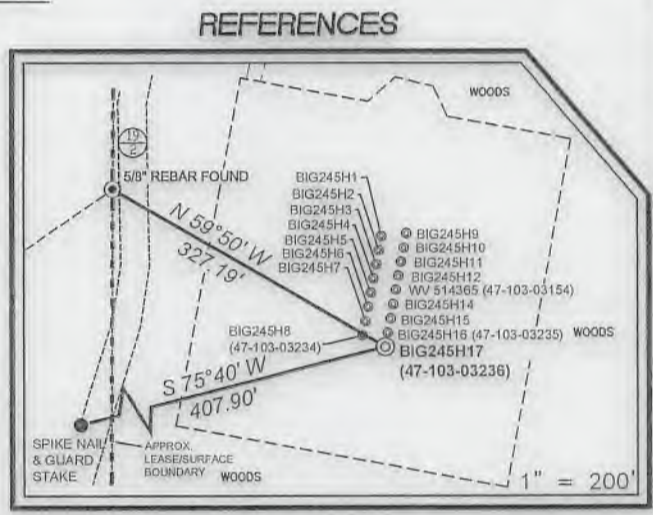 REFERENCES
WOODS
19
2
5/8" REBAR FOUND
N 59°50' W
327.19'
BIG245H1
BIG245H2
BIG245H3
BIG245H4
BIG245H5
BIG245H6
BIG245H7
BIG245H8
(47-103-03234)
BIG245H9
BIG245H10
BIG245H11
BIG245H12
WV 514365 (47-103-03154)
BIG245H14
BIG245H15
BIG245H16 (47-103-03235)
WOODS
BIG245H17
(47-103-03236)
S 75°40' W
407.90'
SPIKE NAIL
& GUARD
STAKE
APPROX.
LEASE/SURFACE
BOUNDARY
WOODS
1" = 200'